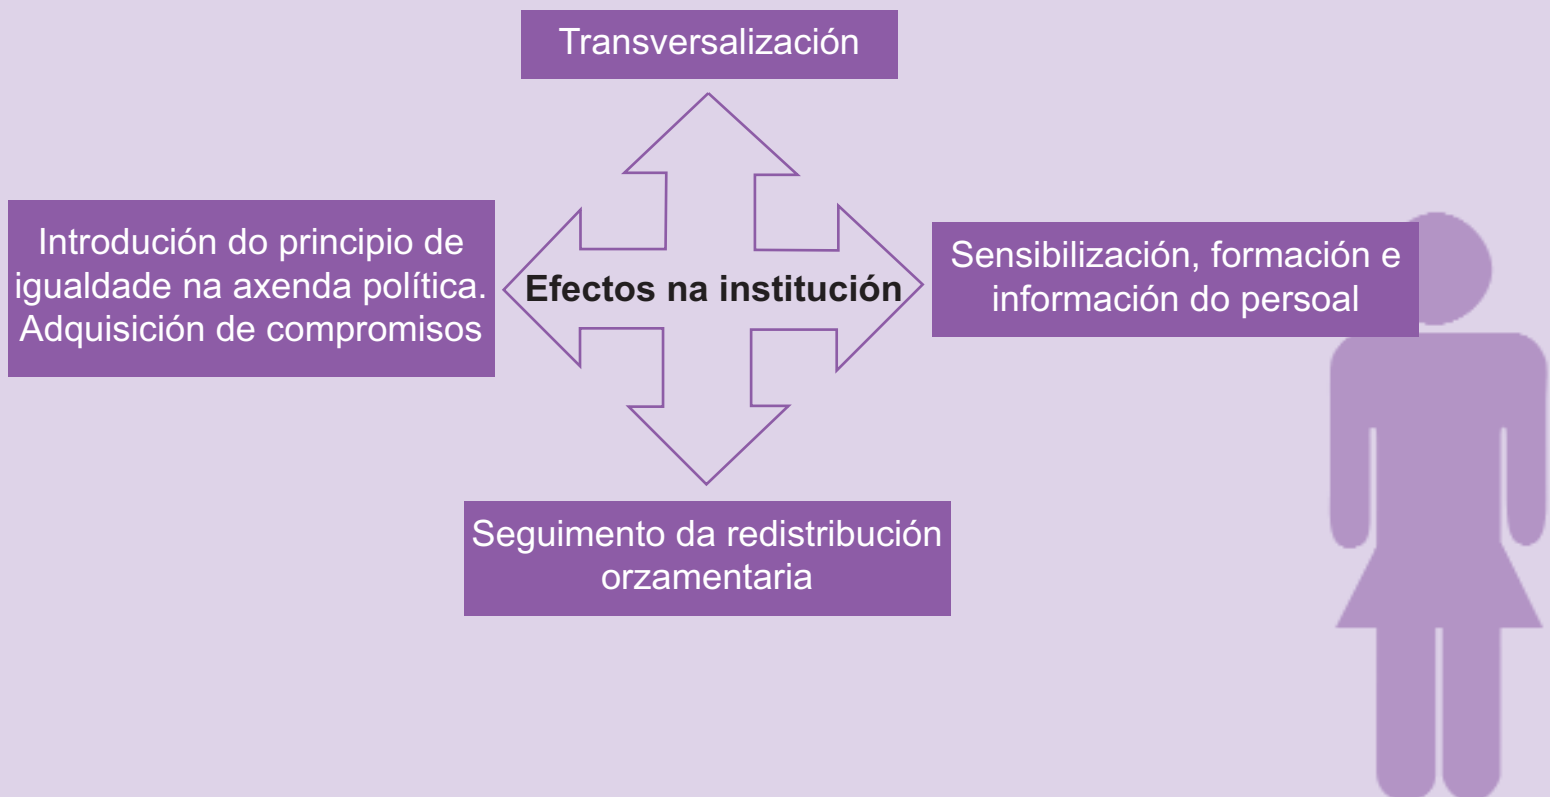 Transversalización
Introdución do principio de
igualdade na axenda política.
Adquisición de compromisos
Efectos na institución
Sensibilización, formación e
información do persoal
Seguimento da redistribución
orzamentaria